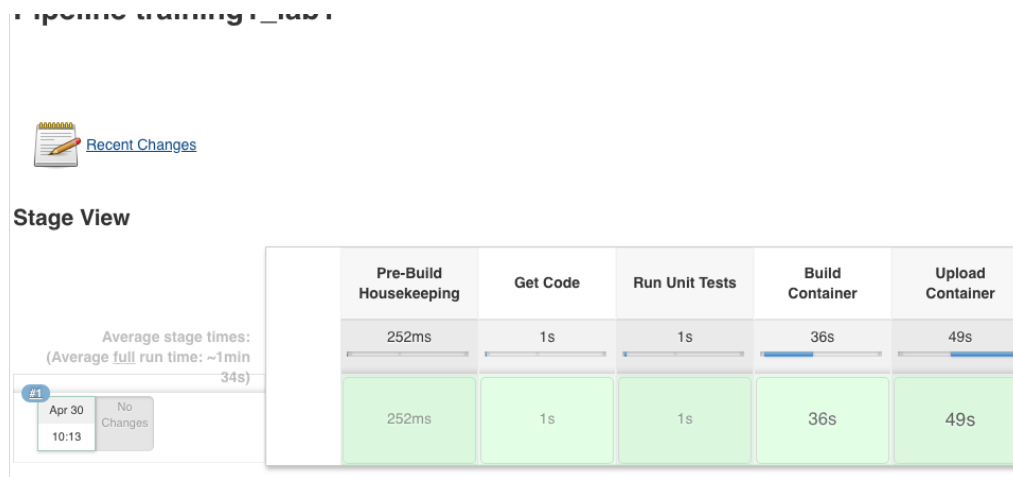 Pipeline training1_lab1
Recent Changes
Stage View
Pre-Build
Housekeeping
Get Code
Run Unit Tests
Build
Container
Upload
Container
Average stage times:
(Average full run time: ~1min
34s)
252ms
1s
1s
36s
49s
#1
Apr 30
10:13
No
Changes
252ms
1s
1s
36s
49s